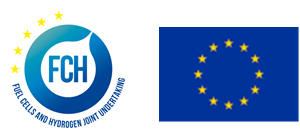 FCH
FUEL CELLS AND HYDROGEN JOINT UNDERTAKING